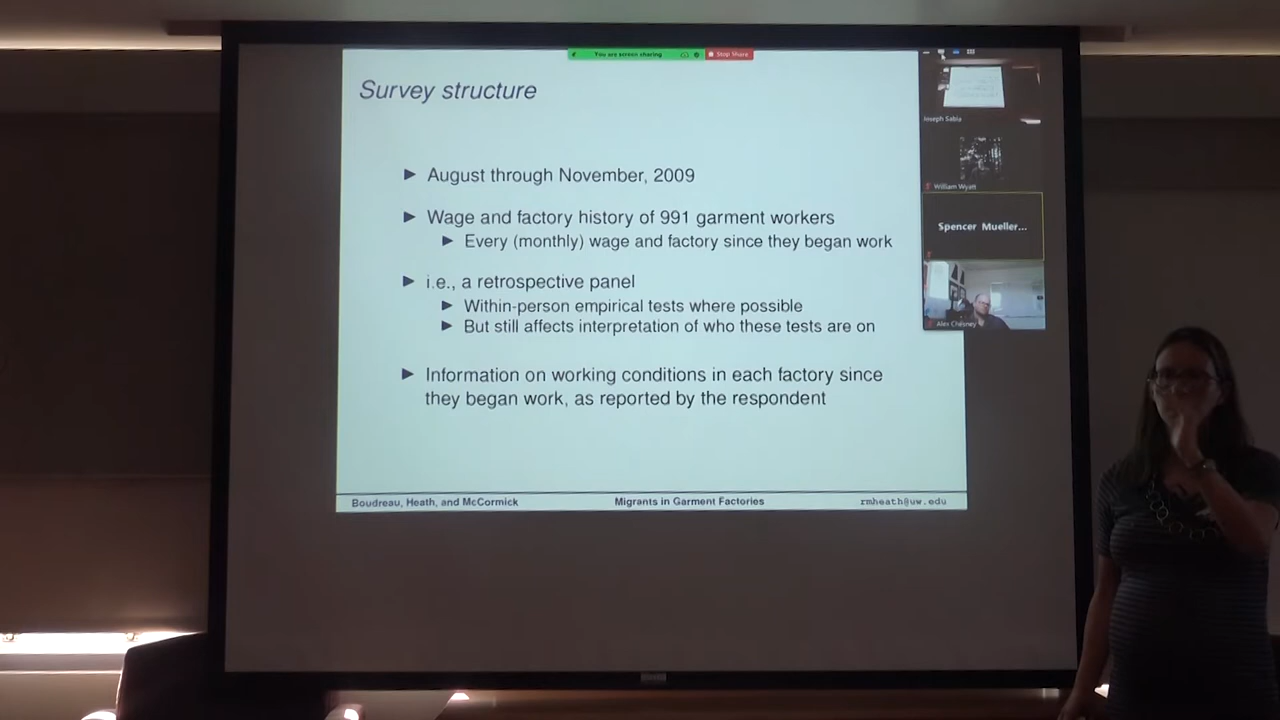 You are screen sharing
Stop Share
Survey structure
August through November, 2009
Wage and factory history of 991 garment workers
Every (monthly) wage and factory since they began work
i.e., a retrospective panel
Within-person empirical tests where possible
But still affects interpretation of who these tests are on
Information on working conditions in each factory since
they began work, as reported by the respondent
Boudreau, Heath, and McCormick
Migrants in Garment Factories
rmheath@uw.edu
Joseph Sabia
William Wyatt
Spencer Mueller...
Alex Chesney